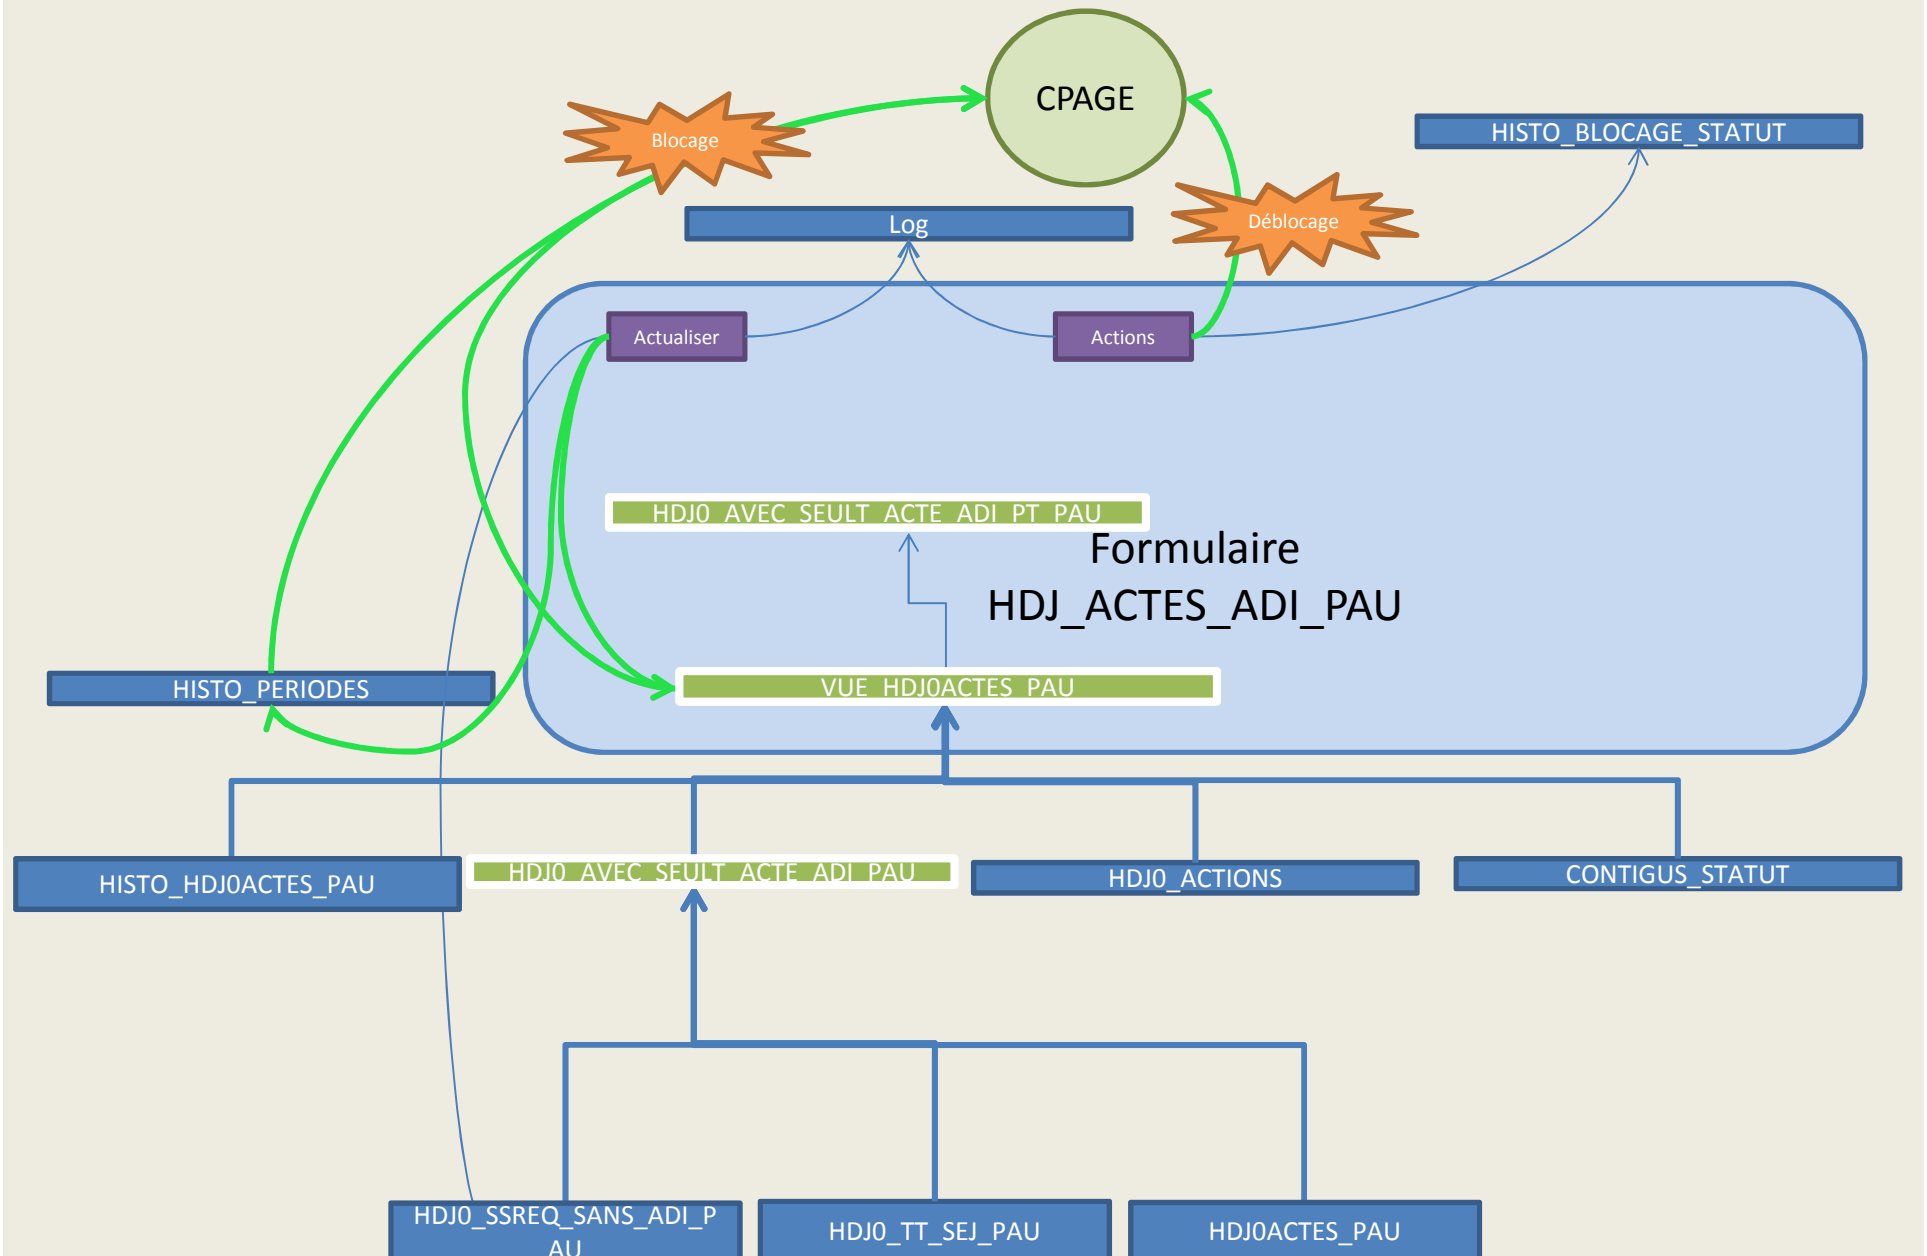 CPAGE
Blocage
HISTO_BLOCAGE_STATUT
Log
Déblocage
Actualiser
Actions
HDJ0_AVEC_SEULT_ACTE_ADI_PT_PAU
Formulaire
HDJ_ACTES_ADI_PAU
HISTO_PERIODES
VUE_HDJ0ACTES_PAU
HISTO_HDJ0ACTES_PAU
HDJ0_AVEC_SEULT_ACTE_ADI_PAU
HDJ0_ACTIONS
CONTIGUS_STATUT
HDJ0_SSREQ_SANS_ADI_P
AU
HDJ0_TT_SEJ_PAU
HDJ0ACTES_PAU